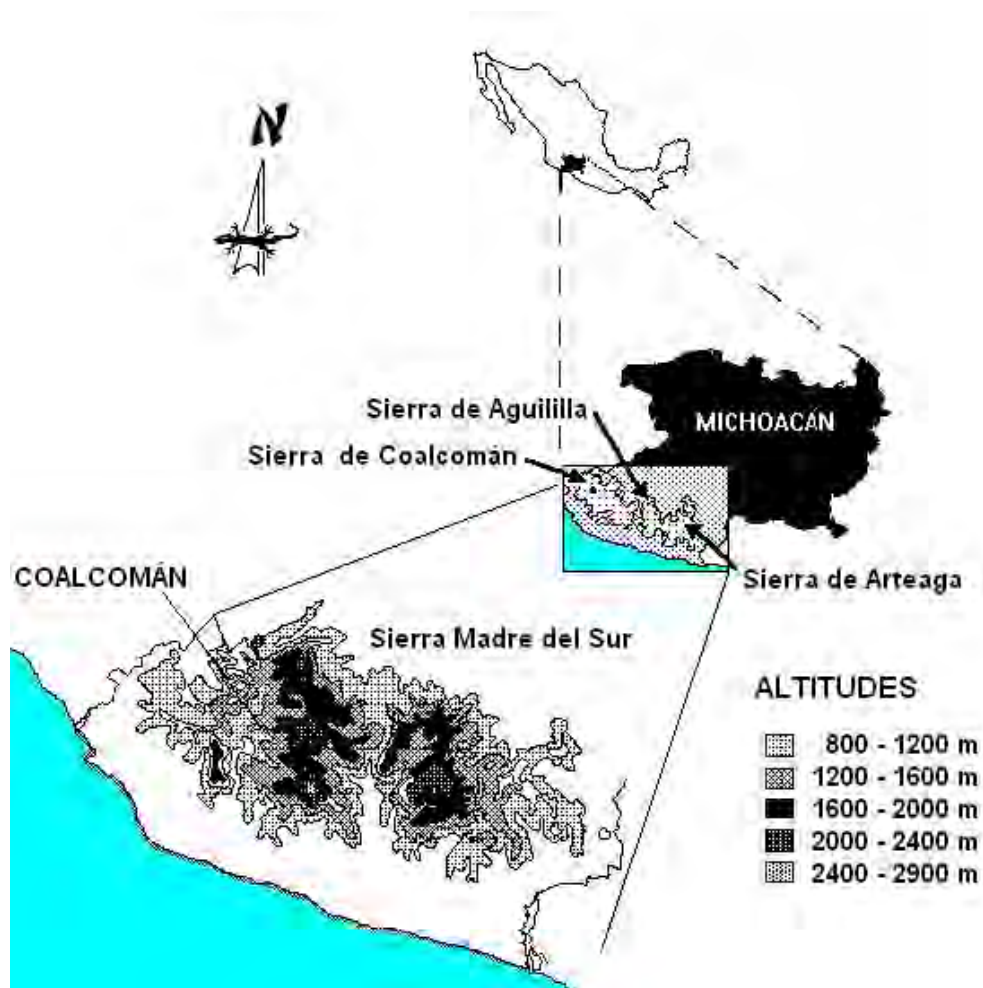 N
MICHOACÁN
Sierra de Aguililla
Sierra de Coalcomán
Sierra de Arteaga
COALCOMÁN
Sierra Madre del Sur
ALTITUDES
800 - 1200 m
1200 - 1600 m
1600 - 2000 m
2000 - 2400 m
2400 - 2900 m